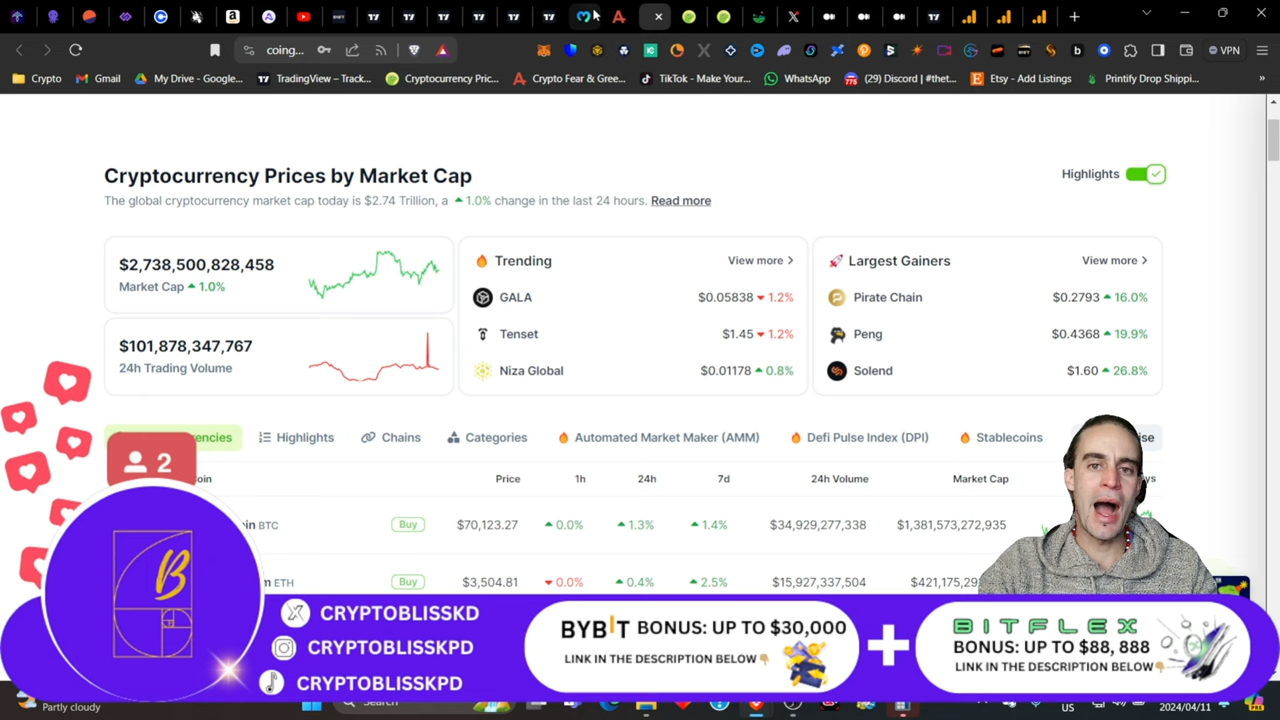 coing...
VPN
Crypto
Gmail
My Drive - Google...
TradingView – Track...
Cryptocurrency Pric...
Crypto Fear & Gree...
TikTok - Make Your...
WhatsApp
(29) Discord | #thet...
Etsy - Add Listings
Printify Drop Shippi...
Cryptocurrency Prices by Market Cap
Highlights
The global cryptocurrency market cap today is $2.74 Trillion, a 1.0% change in the last 24 hours. Read more
$2,738,500,828,458
Market Cap 1.0%
$101,878,347,767
24h Trading Volume
Trending
View more
GALA
$0.05838 1.2%
Tenset
$1.45 1.2%
Niza Global
$0.01178 0.8%
Largest Gainers
View more
Pirate Chain
$0.2793 16.0%
Peng
$0.4368 19.9%
Solend
$1.60 26.8%
Highlights
Chains
Categories
Automated Market Maker (AMM)
Defi Pulse Index (DPI)
Stablecoins
2
Price 1h 24h 7d 24h Volume Market Cap
BTC Buy $70,123.27 0.0% 1.3% 1.4% $34,929,277,338 $1,381,573,272,935
ETH Buy $3,504.81 0.0% 0.4% 2.5% $15,927,337,504
B
CRYPTOBLISSKD
CRYPTOBLISSKPD
CRYPTOBLISSKPD
BYBIT BONUS: UP TO $30,000
LINK IN THE DESCRIPTION BELOW
+
BITFLEX
BONUS: UP TO $88, 888
LINK IN THE DESCRIPTION BELOW
Partly cloudy
Search
US
2024/04/11